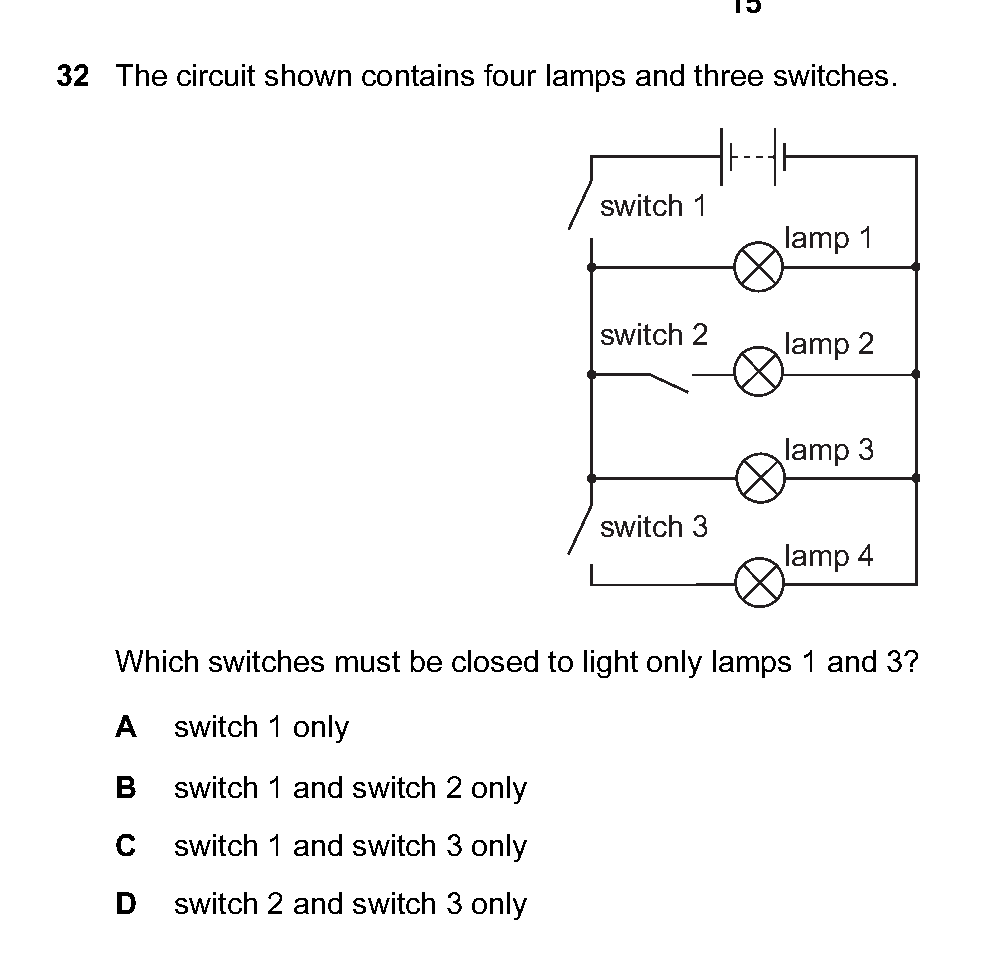 15
32 The circuit shown contains four lamps and three switches.
switch 1
lamp 1
switch 2
lamp 2
lamp 3
switch 3
lamp 4
Which switches must be closed to light only lamps 1 and 3?
A switch 1 only
B switch 1 and switch 2 only
C switch 1 and switch 3 only
D switch 2 and switch 3 only